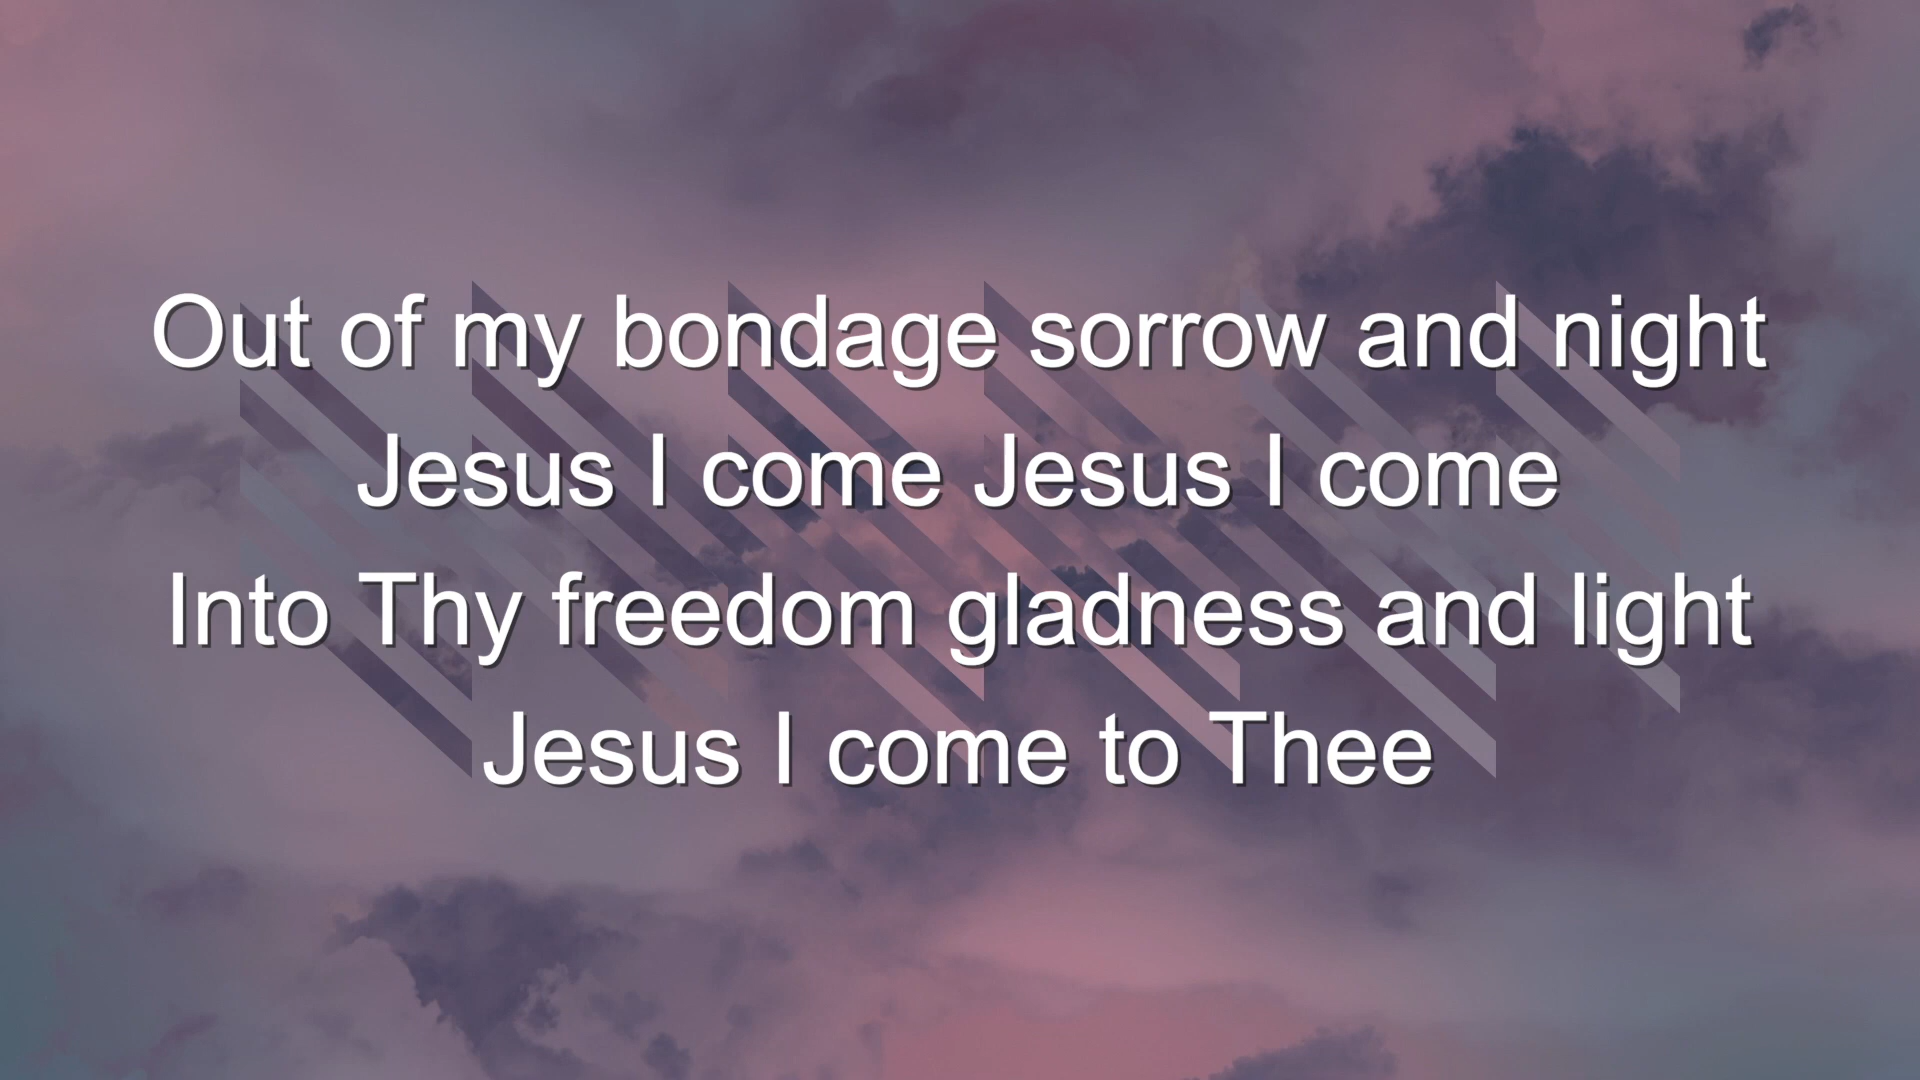 Out of my bondage sorrow and night
Jesus I come Jesus I come
Into Thy freedom gladness and light
Jesus I come to Thee